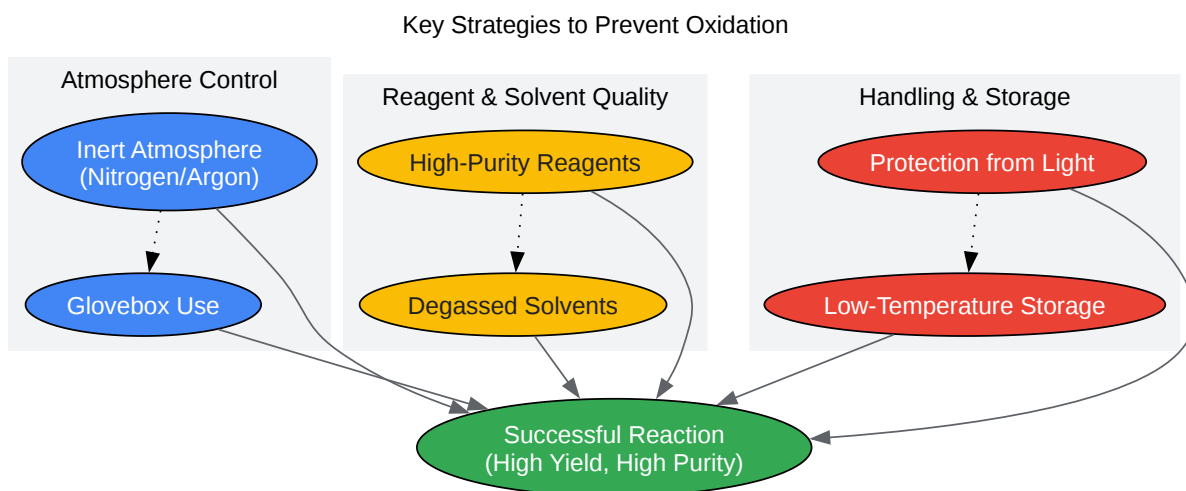 Key Strategies to Prevent Oxidation
Atmosphere Control
Inert Atmosphere
(Nitrogen/Argon)
Glovebox Use
Reagent & Solvent Quality
High-Purity Reagents
Degassed Solvents
Handling & Storage
Protection from Light
Low-Temperature Storage
Successful Reaction
(High Yield, High Purity)